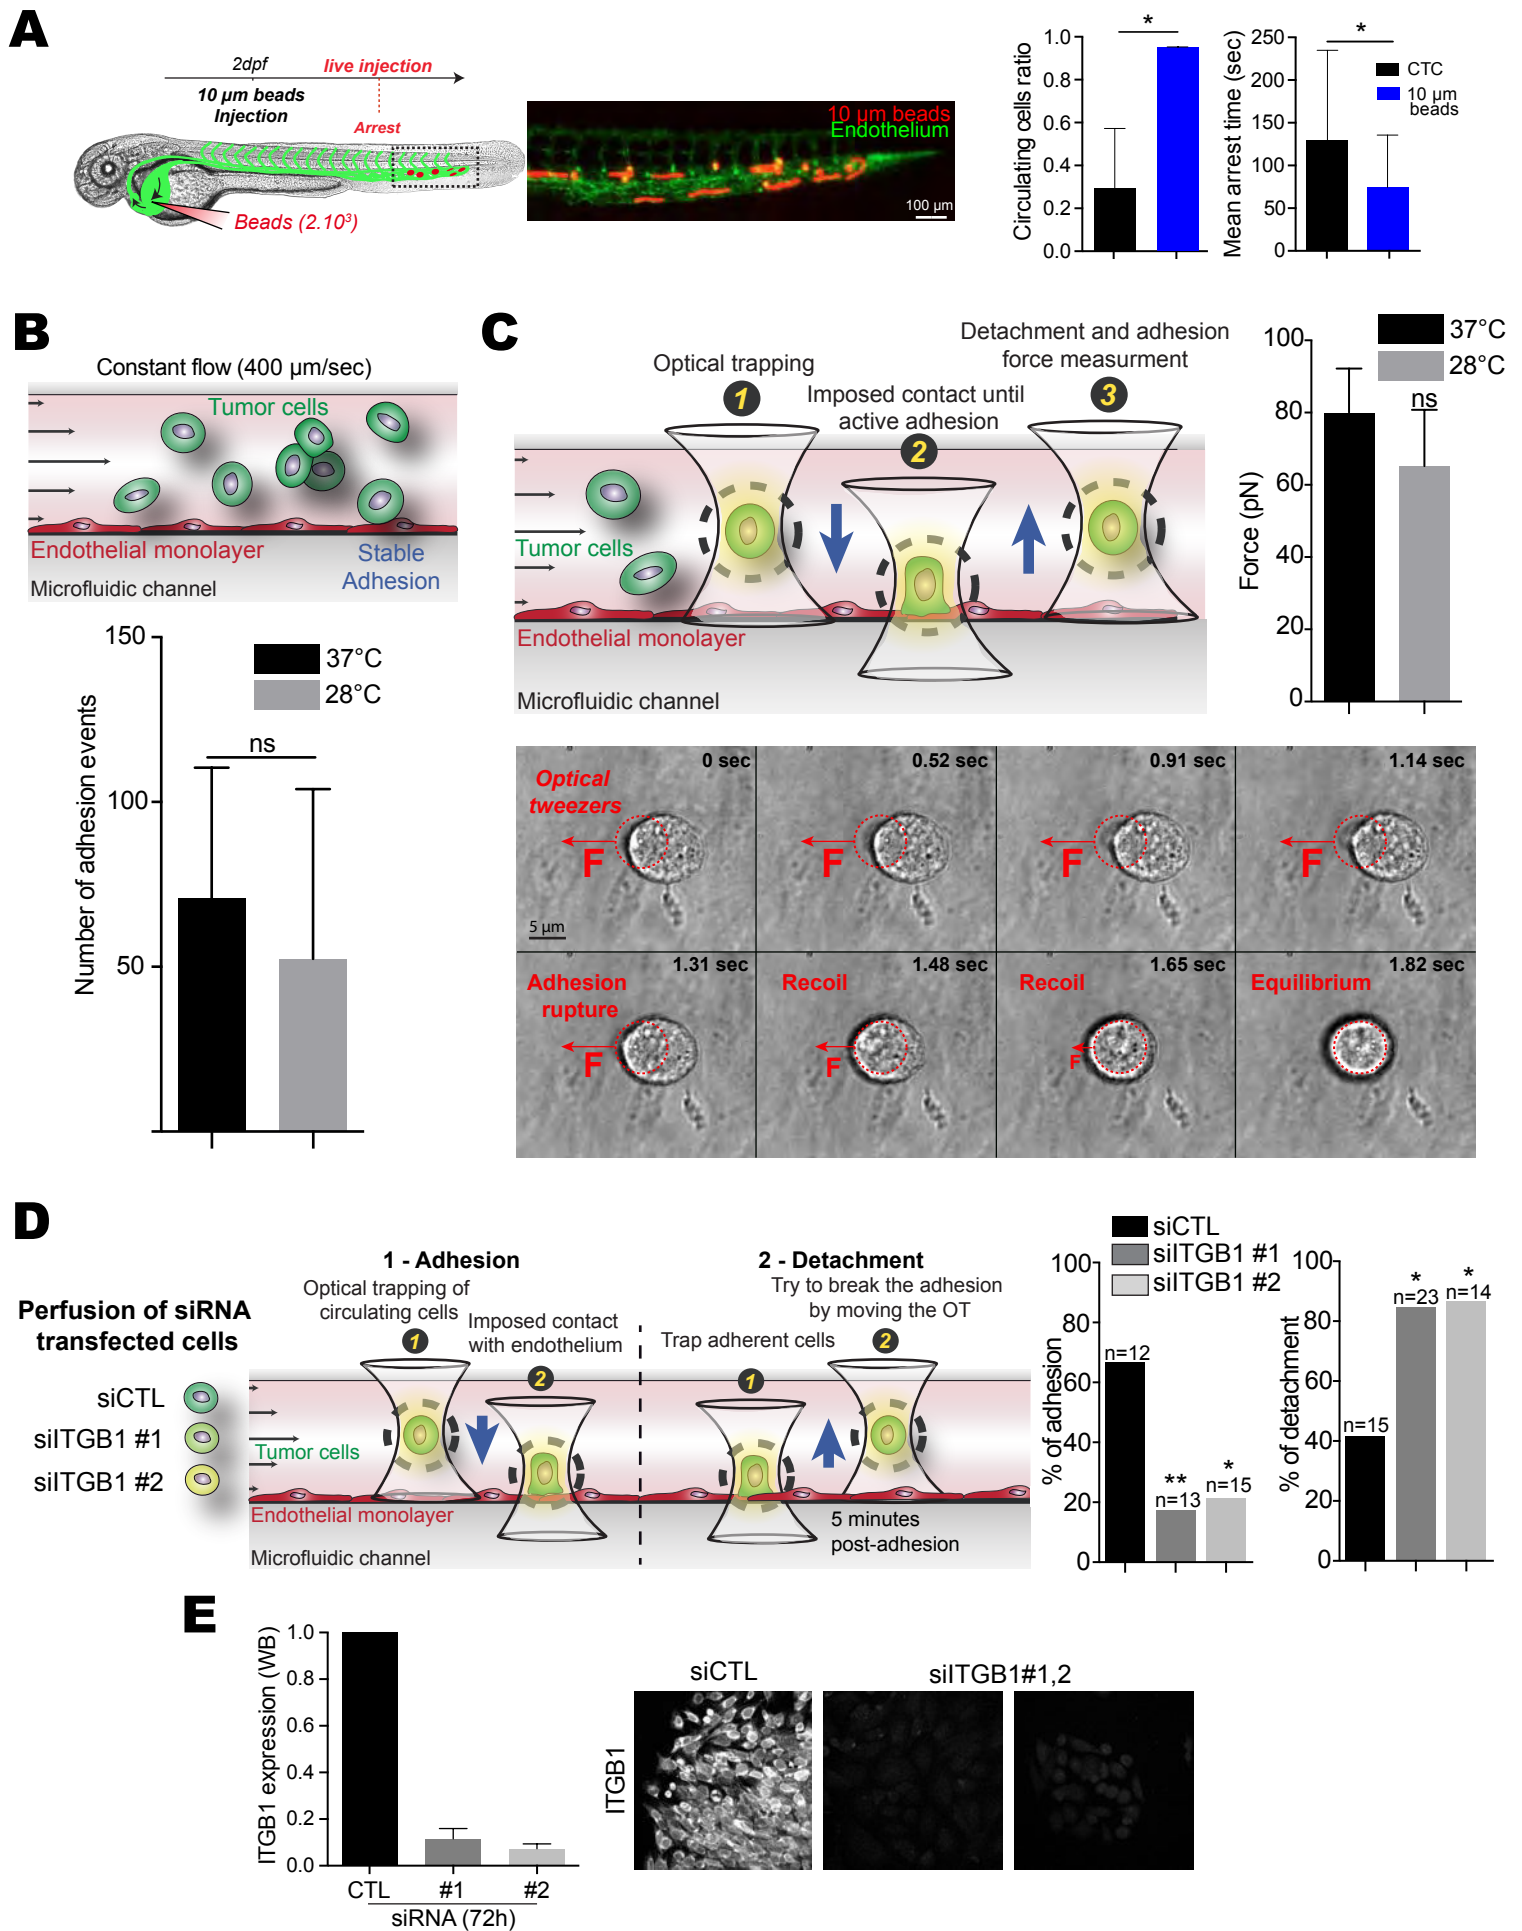 A
2dpf
live injection
10 µm beads
Injection
Arrest
Beads (2.10³)
10 µm beads
Endothelium
100 µm
Circulating cells ratio
1.0
0.8
0.6
0.4
0.2
0.0
*
Mean arrest time (sec)
250
200
150
100
50
0
*
CTC
10 µm
beads
B
Constant flow (400 µm/sec)
Tumor cells
Endothelial monolayer
Stable
Adhesion
Microfluidic channel
Number of adhesion events
150
100
50
37°C
28°C
ns
C
Optical trapping
1
Imposed contact until
active adhesion
2
Detachment and adhesion
force measurment
3
Tumor cells
Endothelial monolayer
Microfluidic channel
Force (pN)
100
80
60
40
20
0
37°C
28°C
ns
0 sec
0.52 sec
0.91 sec
1.14 sec
Optical
tweezers
F
F
F
F
5 µm
1.31 sec
1.48 sec
1.65 sec
1.82 sec
Adhesion
rupture
Recoil
Recoil
Equilibrium
F
F
F
D
Perfusion of siRNA
transfected cells
siCTL
siITGB1 #1
siITGB1 #2
1 - Adhesion
Optical trapping of
circulating cells
1
Imposed contact
with endothelium
2
Tumor cells
Endothelial monolayer
Microfluidic channel
2 - Detachment
Try to break the adhesion
by moving the OT
Trap adherent cells
1
2
5 minutes
post-adhesion
siCTL
siITGB1 #1
siITGB1 #2
% of adhesion
100
80
60
40
20
0
n=12
**
n=13
*
n=15
% of detachment
100
80
60
40
20
0
n=15
*
n=23
*
n=14
E
ITGB1 expression (WB)
1.0
0.8
0.6
0.4
0.2
0.0
CTL
#1
#2
siRNA (72h)
siCTL
siITGB1#1,2
ITGB1